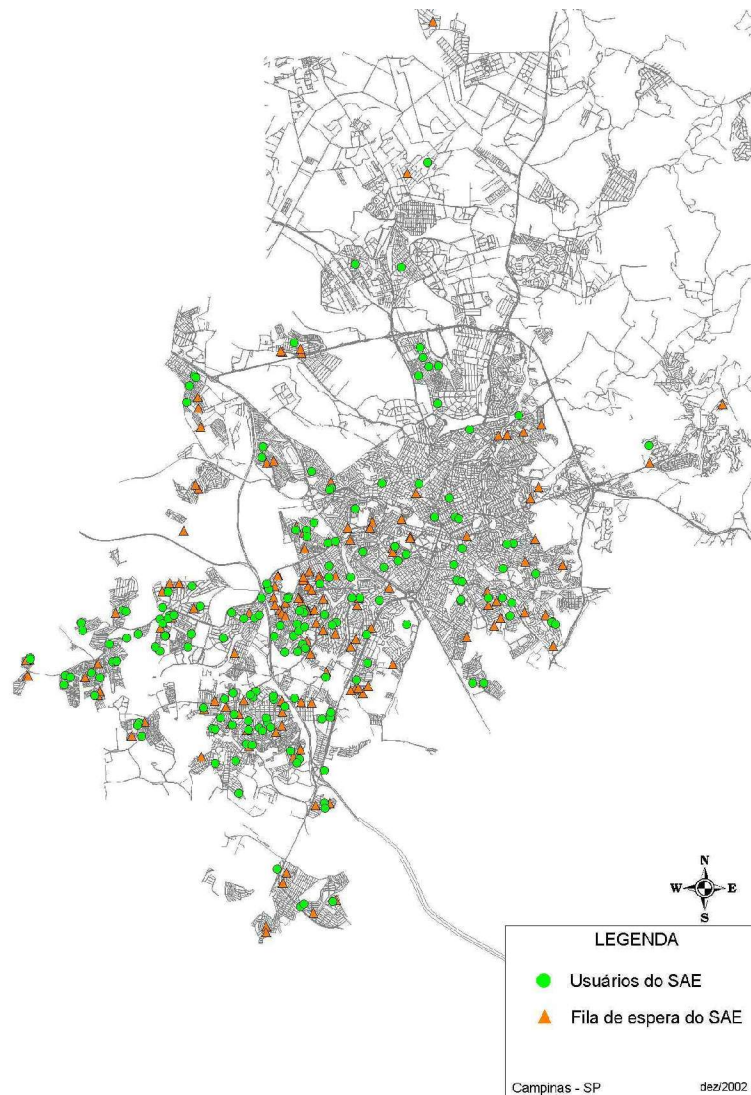 N
W E
S
LEGENDA
Usuários do SAE
Fila de espera do SAE
Campinas - SP dez/2002